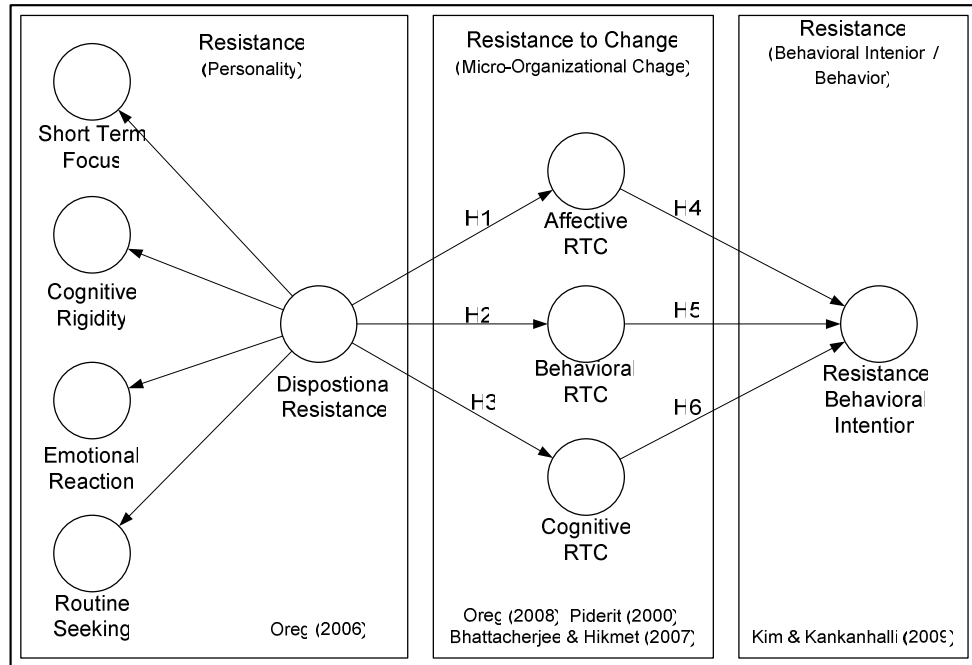 Resistance
(Personality)
Short Term
Focus
Cognitive
Rigidity
Emotional
Reaction
Routine
Seeking
Dispostiona
Resistance
Oreg (2006)
H1
H2
H3
Resistance to Change
(Micro-Organizational Chage)
Affective
RTC
Behavioral
RTC
Cognitive
RTC
Oreg (2008) Piderit (2000)
Bhattacherjee & Hikmet (2007)
H4
H5
H6
Resistance
(Behavioral Intenior /
Behavior)
Resistance
Behavioral
Intention
Kim & Kankanhalli (2009)